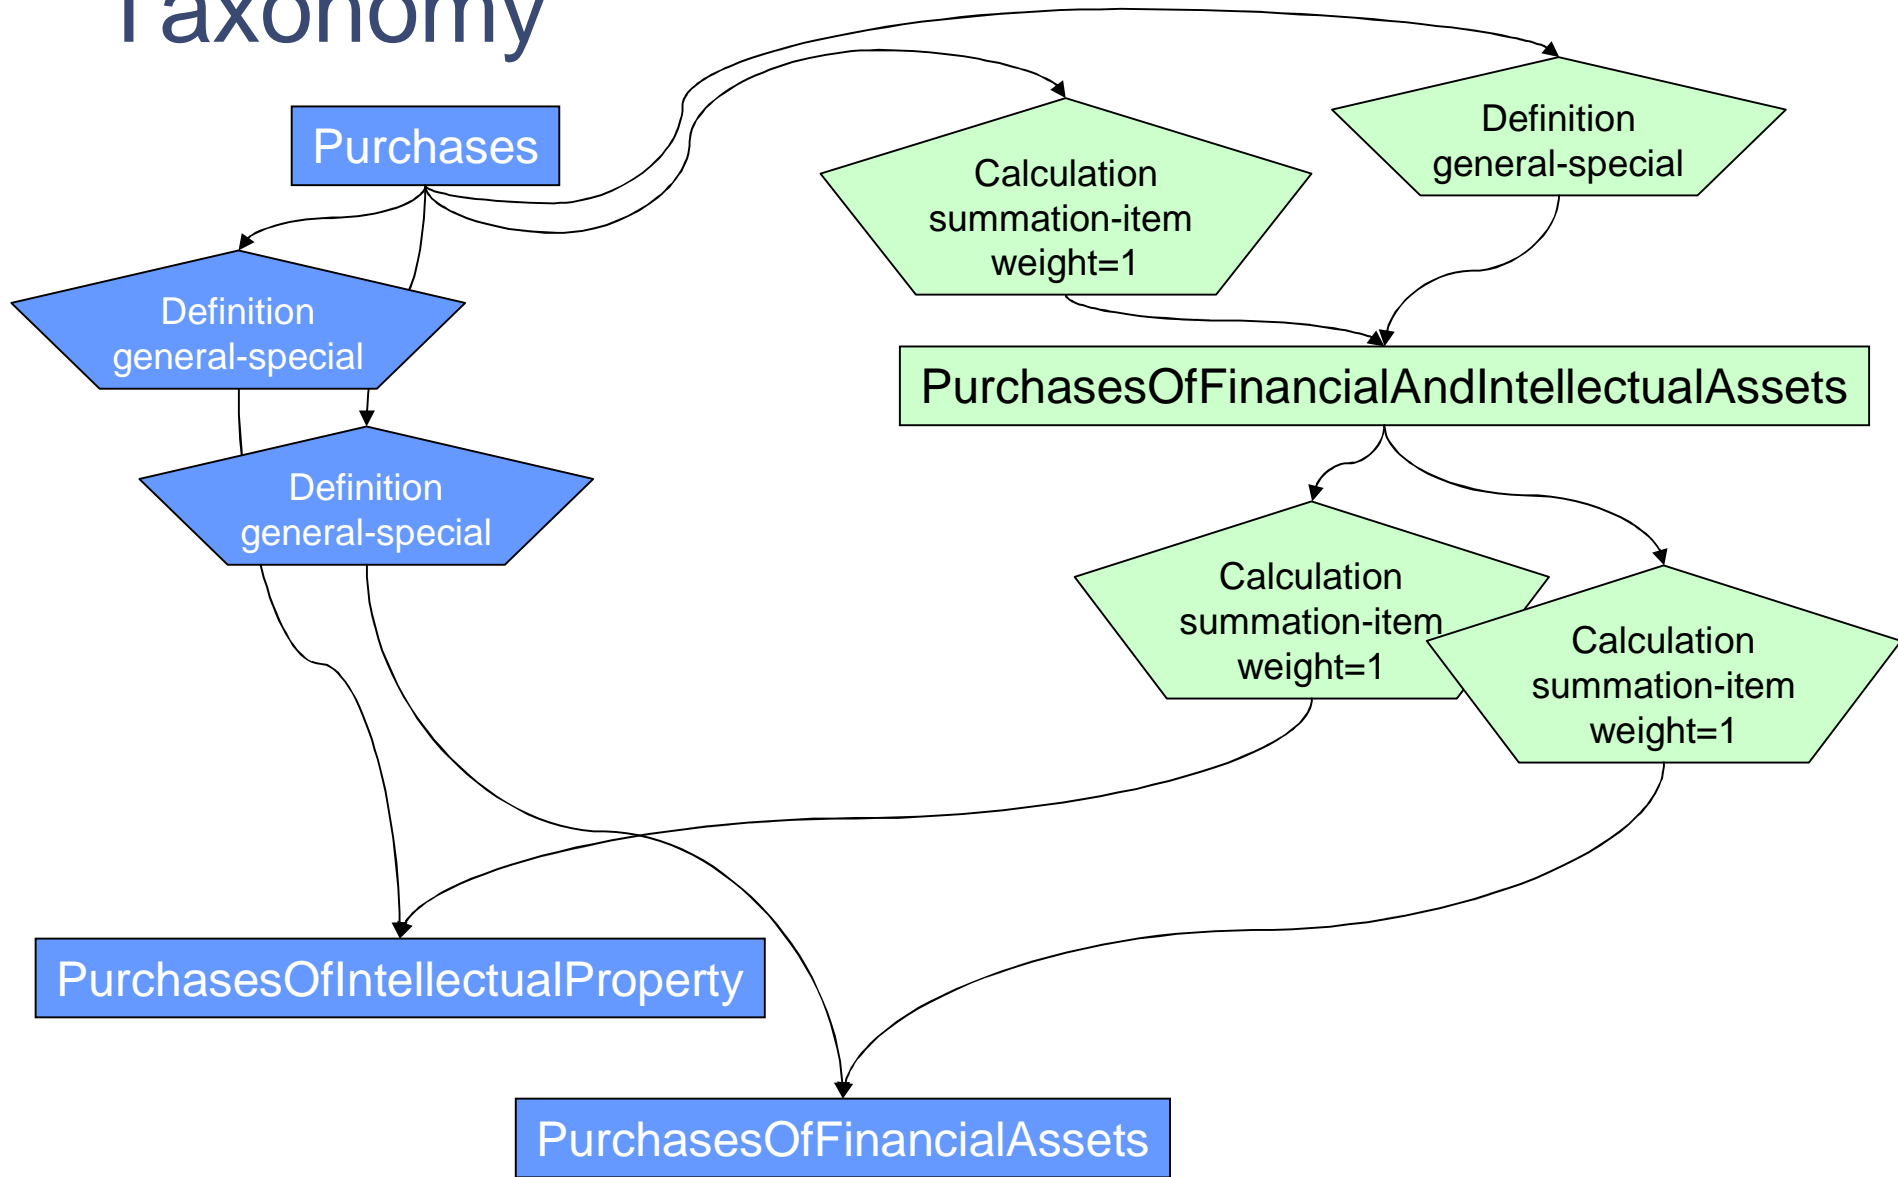 Taxonomy
Purchases
Definition
general-special
Calculation
summation-item
weight=1
Definition
general-special
Definition
general-special
PurchasesOfFinancialAndIntellectualAssets
Calculation
summation-item
weight=1
Calculation
summation-item
weight=1
PurchasesOfIntellectualProperty
PurchasesOfFinancialAssets